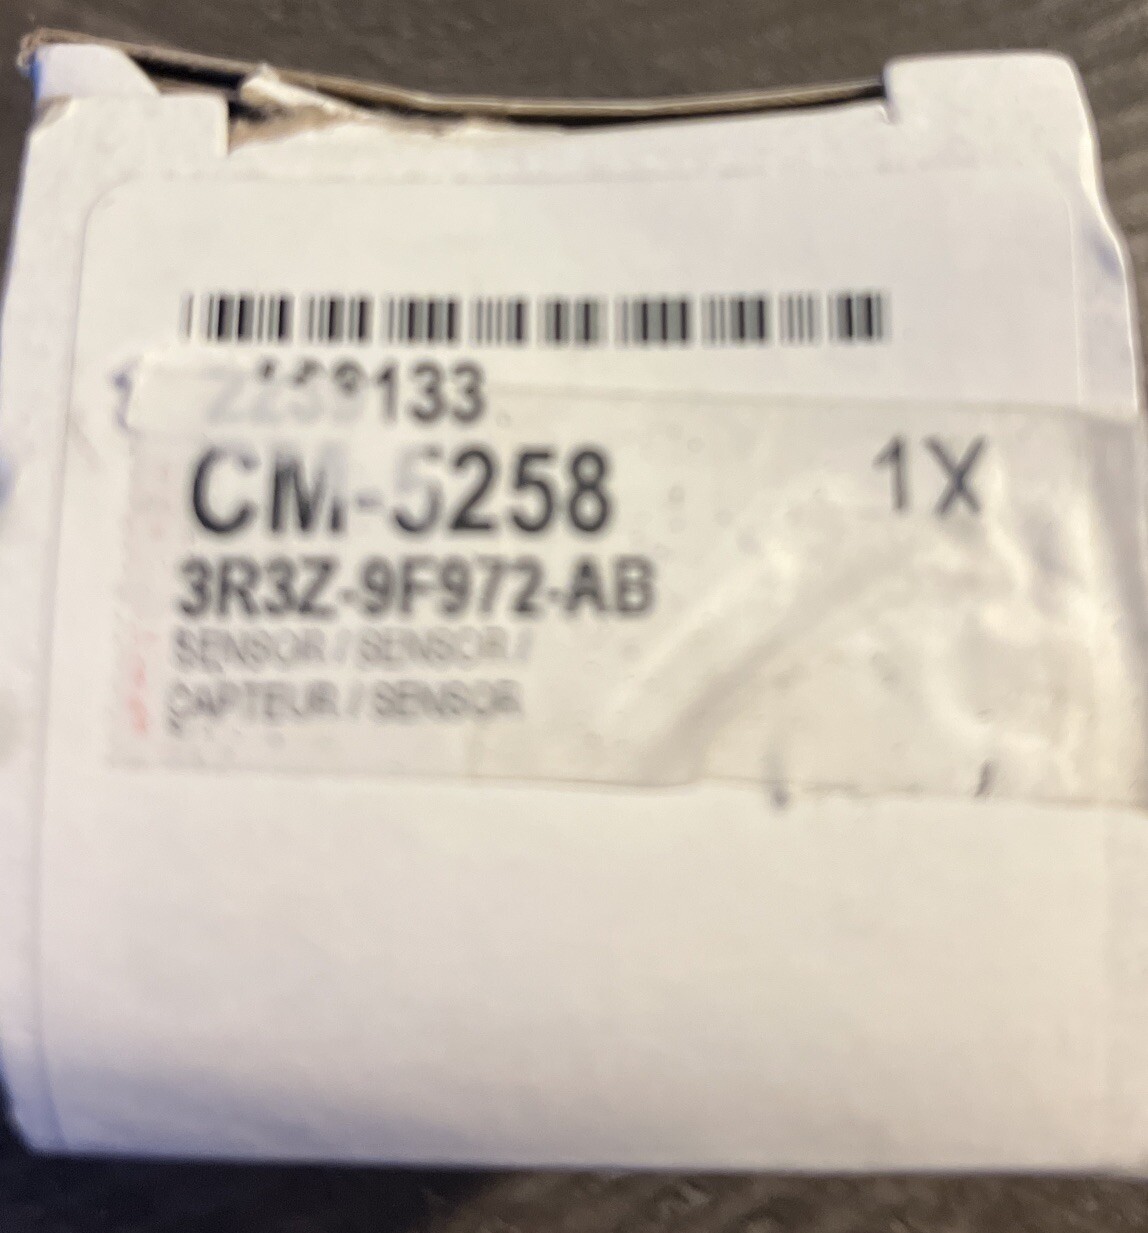 CM-5258
1X
3R3Z-9F972-AB
SENSOR / SENSOR /
CAPTEUR / SENSOR